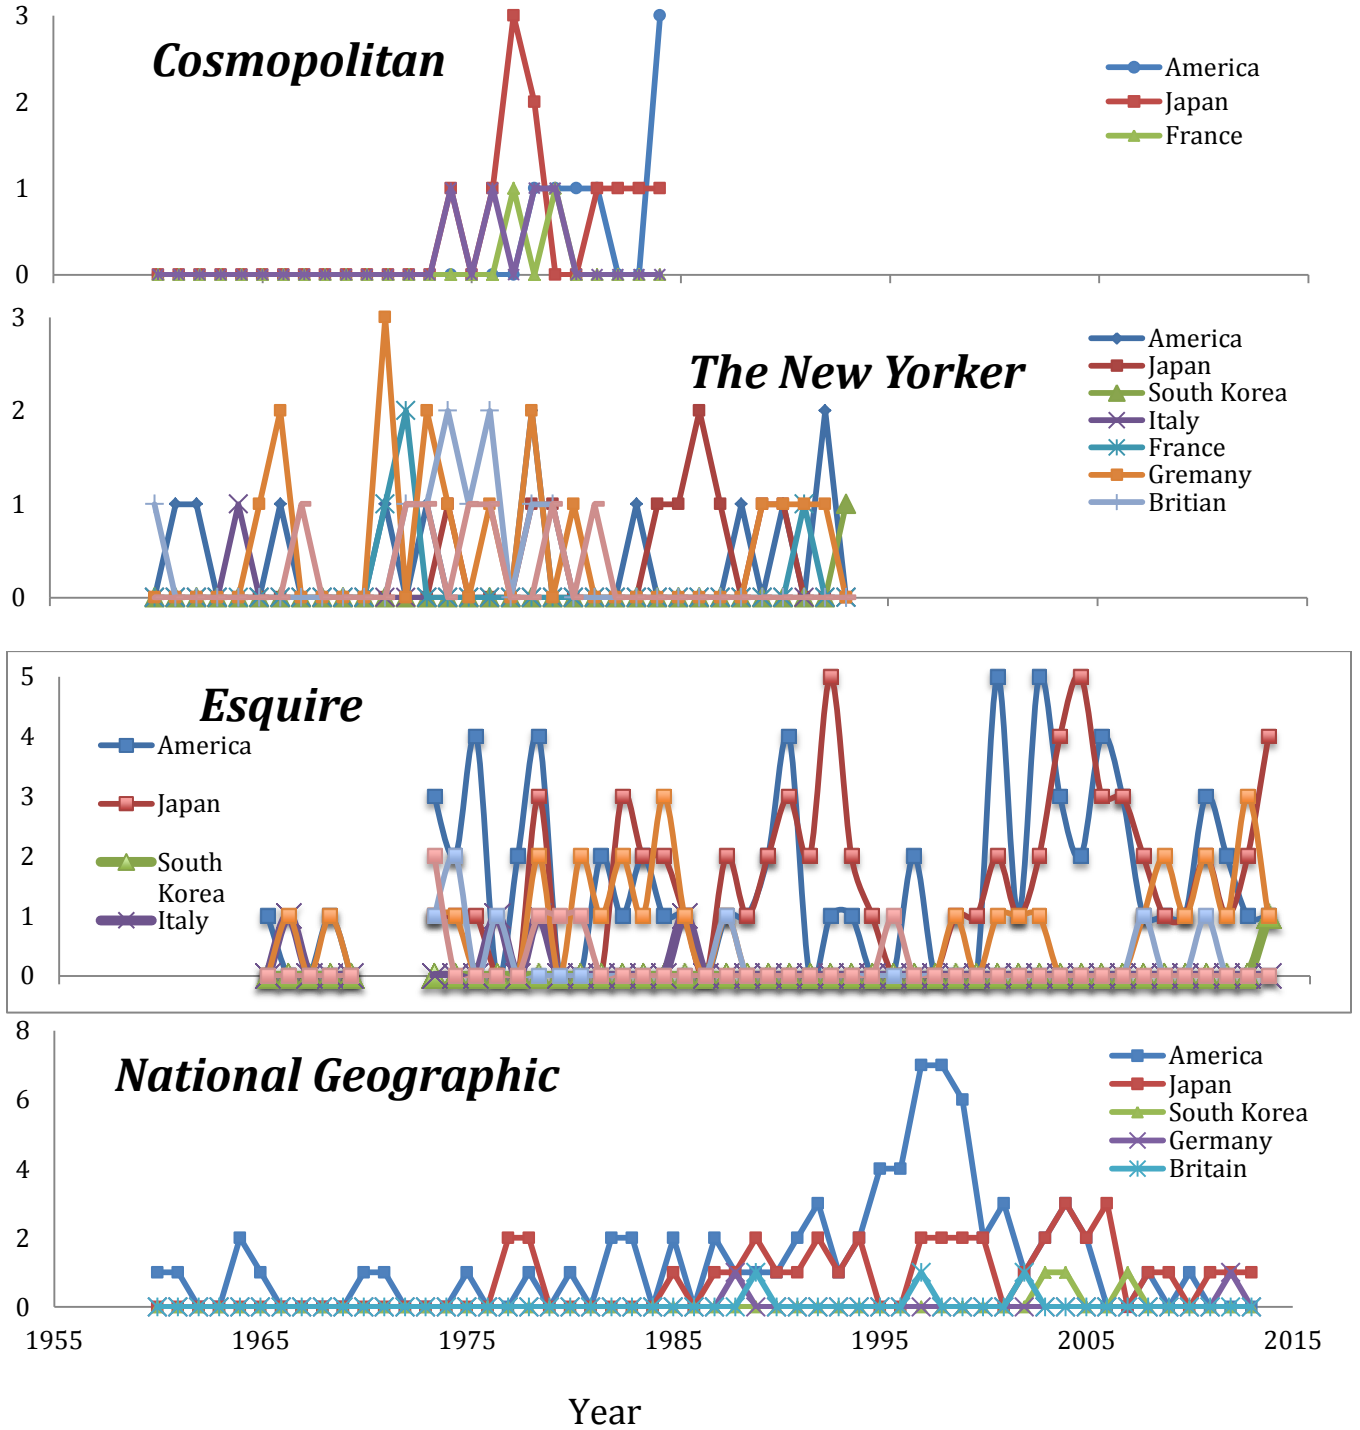 3
2
1
0
Cosmopolitan
America
Japan
France
3
2
1
0
The New Yorker
America
Japan
South Korea
Italy
France
Gremany
Britian
5
4
3
2
1
0
Esquire
America
Japan
South
Korea
Italy
8
6
4
2
0
National Geographic
America
Japan
South Korea
Germany
Britain
1955 1965 1975 1985 1995 2005 2015
Year